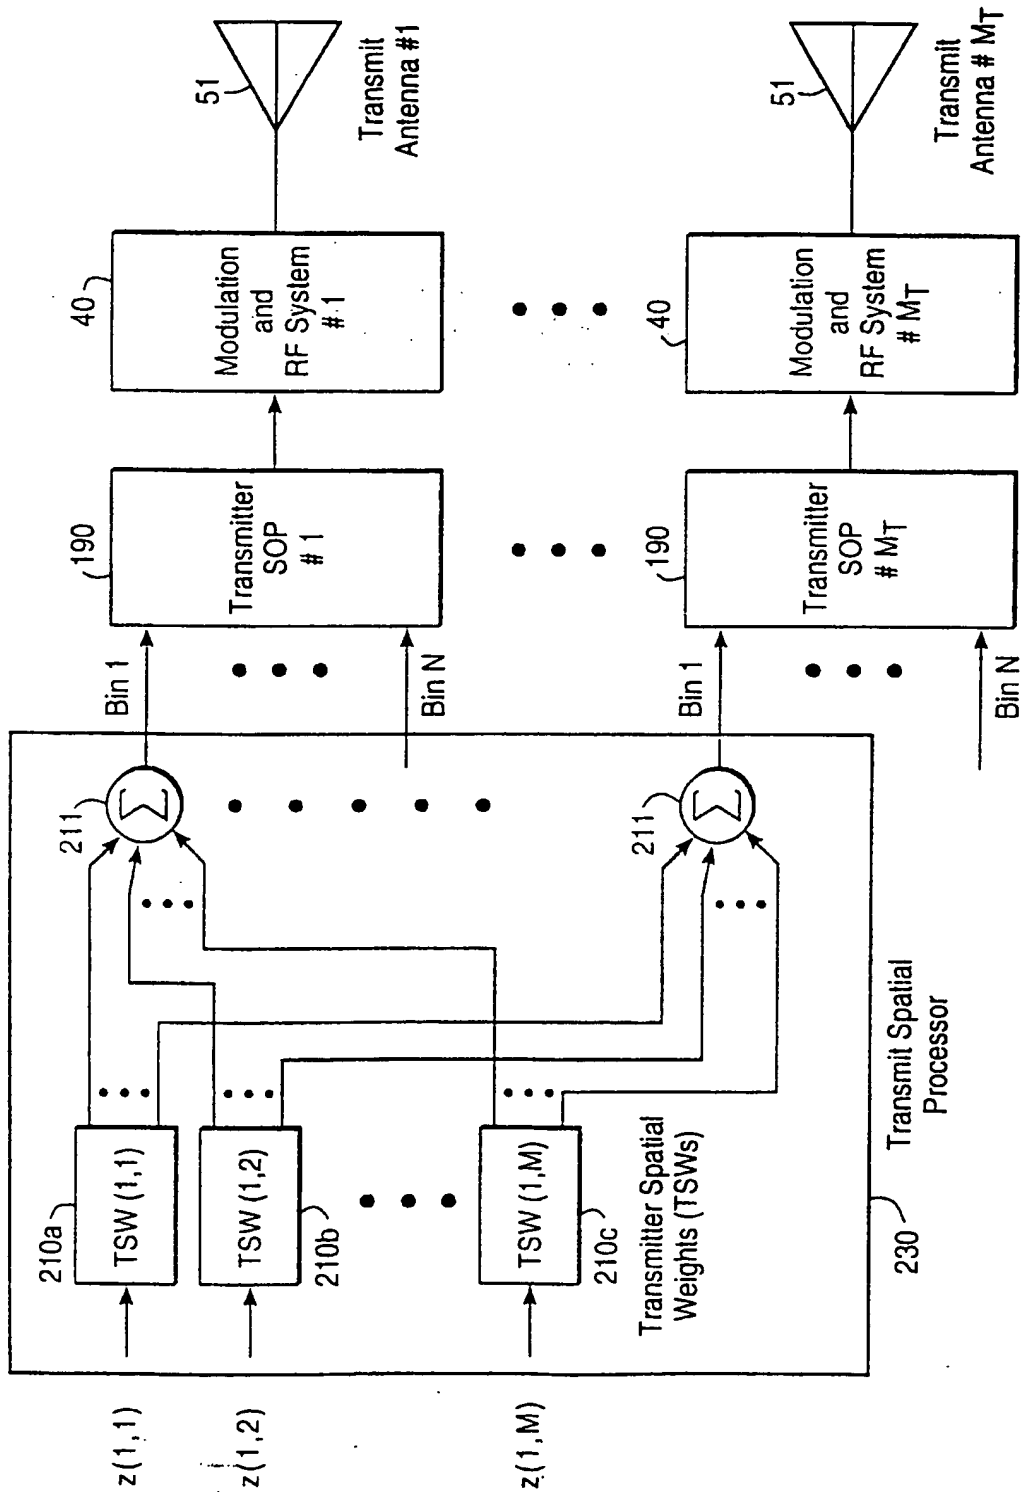 z(1,1)
z(1,2)
z(1,M)
210a
TSW (1,1)
TSW (1,2)
210b
TSW (1,M)
210c
Transmitter Spatial
Weights (TSWs)
211
Σ
211
Σ
230
Transmit Spatial
Processor
Bin 1
Bin N
Bin 1
Bin N
190
Transmitter
SOP
# 1
190
Transmitter
SOP
# MT
40
Modulation
and
RF System
# 1
40
Modulation
and
RF System
# MT
51
Transmit
Antenna #1
51
Transmit
Antenna # MT